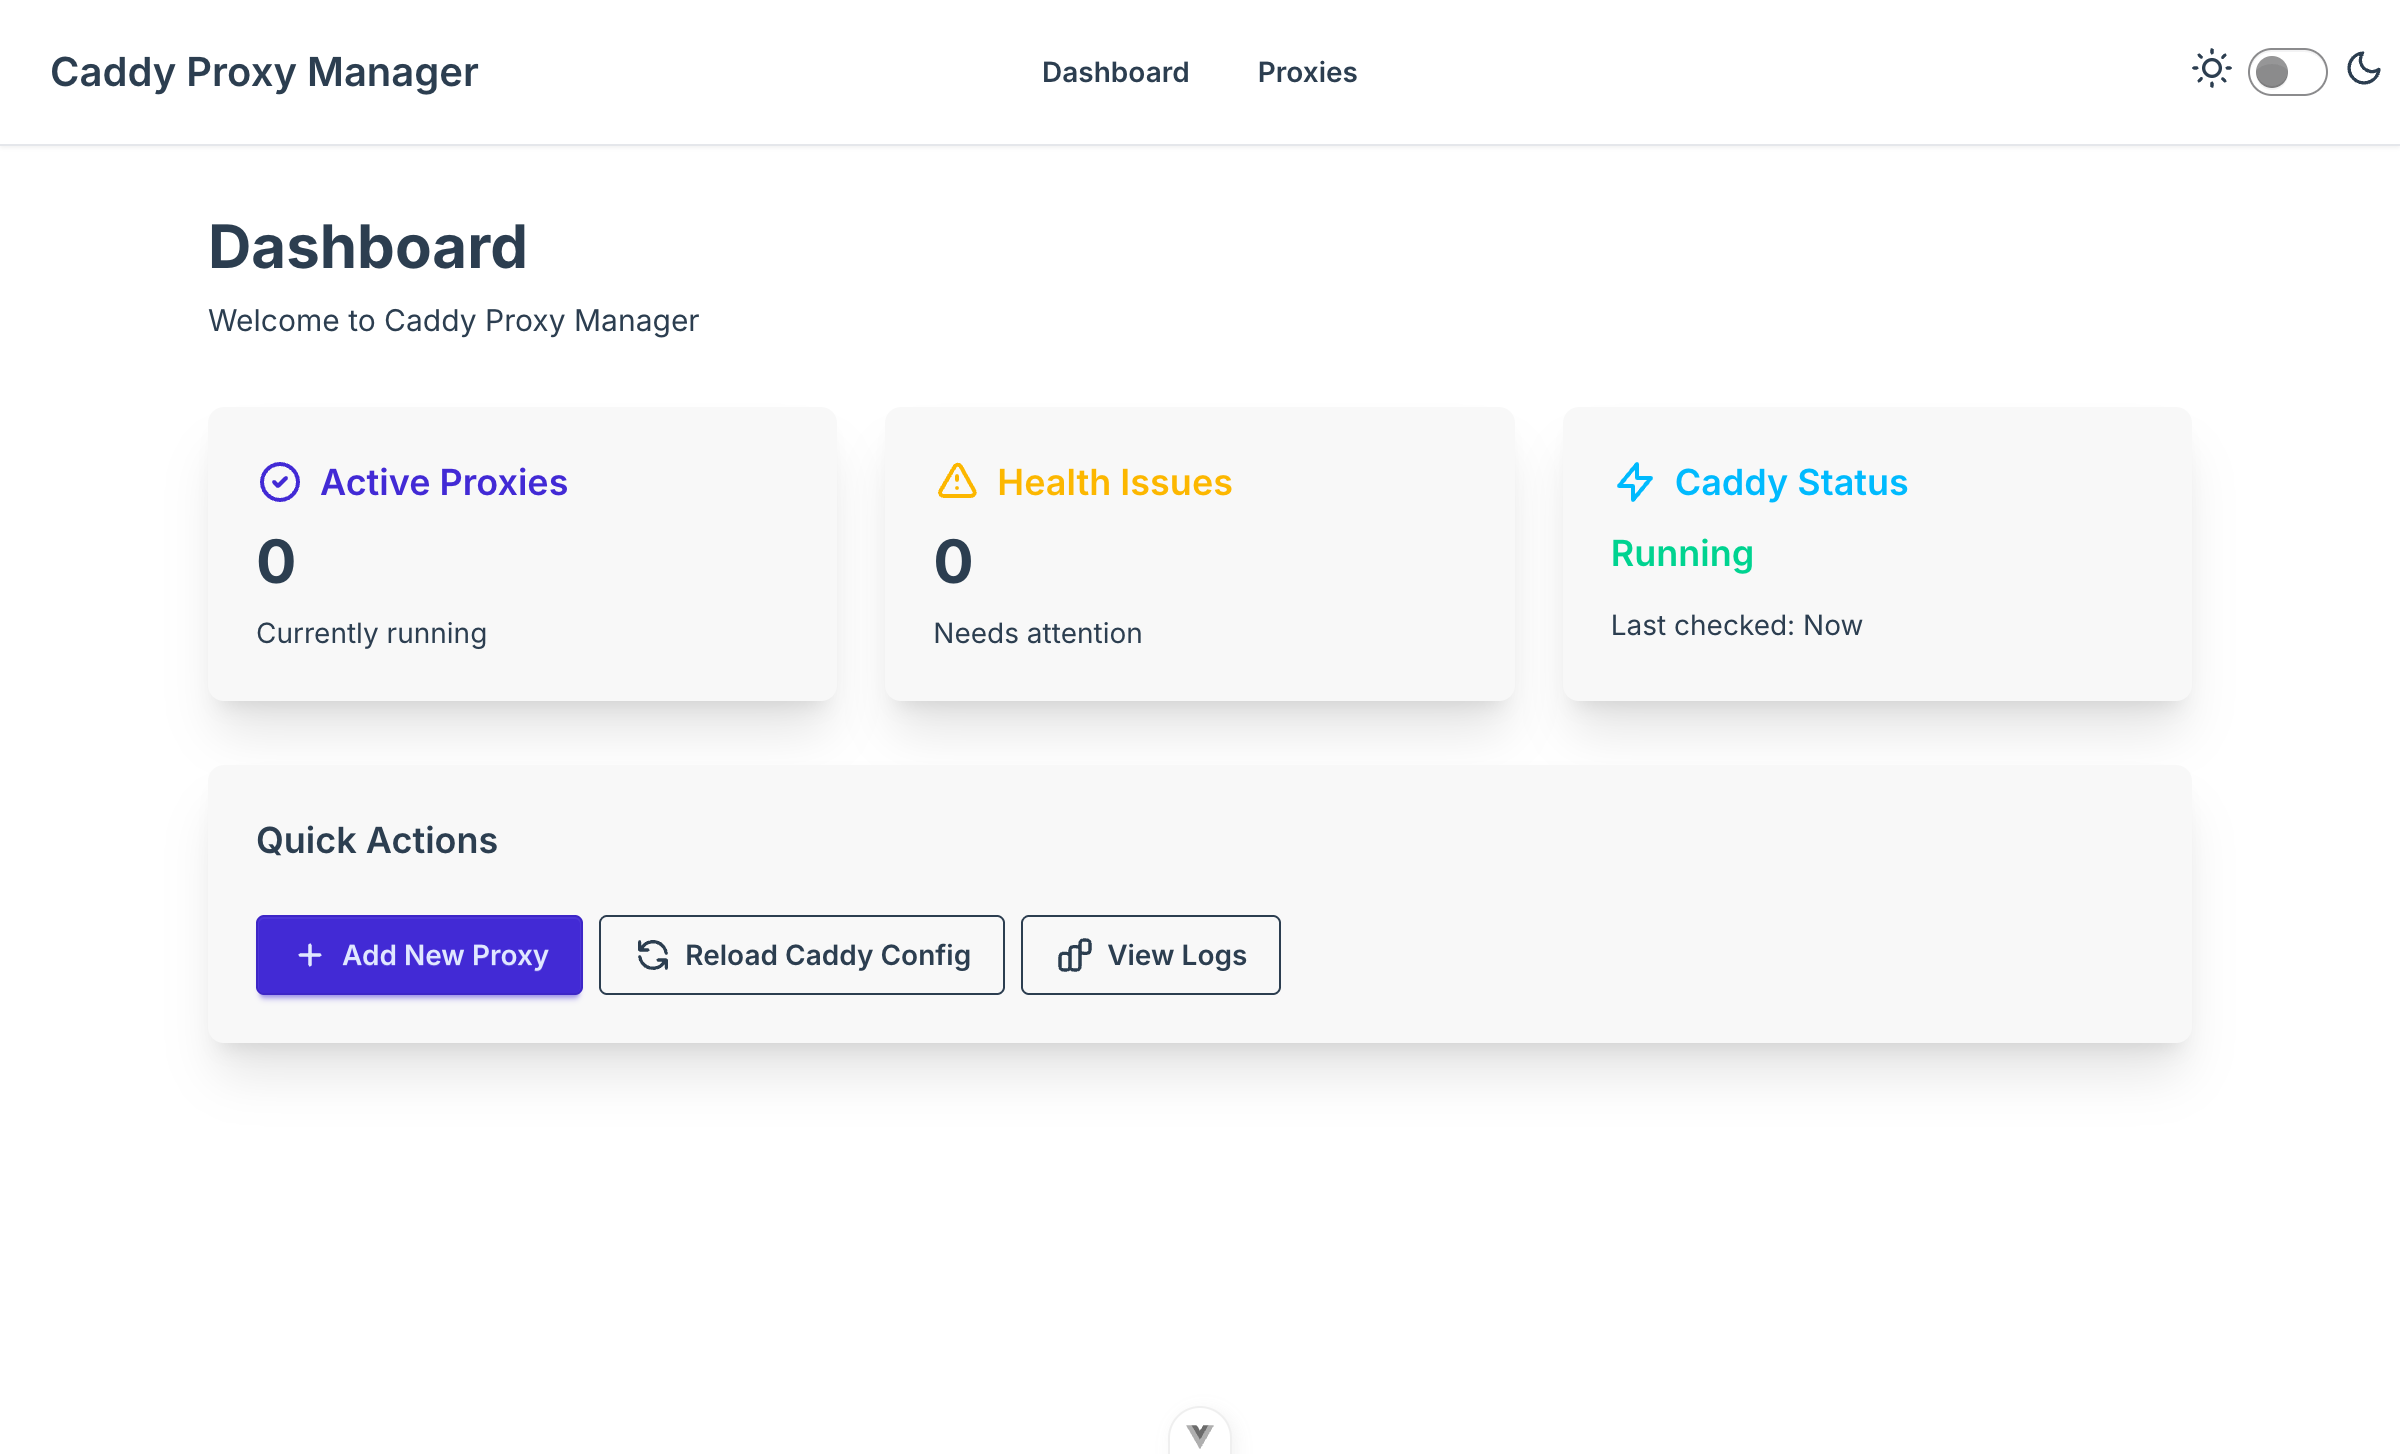 Caddy Proxy Manager
Dashboard
Proxies
Dashboard
Welcome to Caddy Proxy Manager
Active Proxies
0
Currently running
Health Issues
0
Needs attention
Caddy Status
Running
Last checked: Now
Quick Actions
Add New Proxy
Reload Caddy Config
View Logs